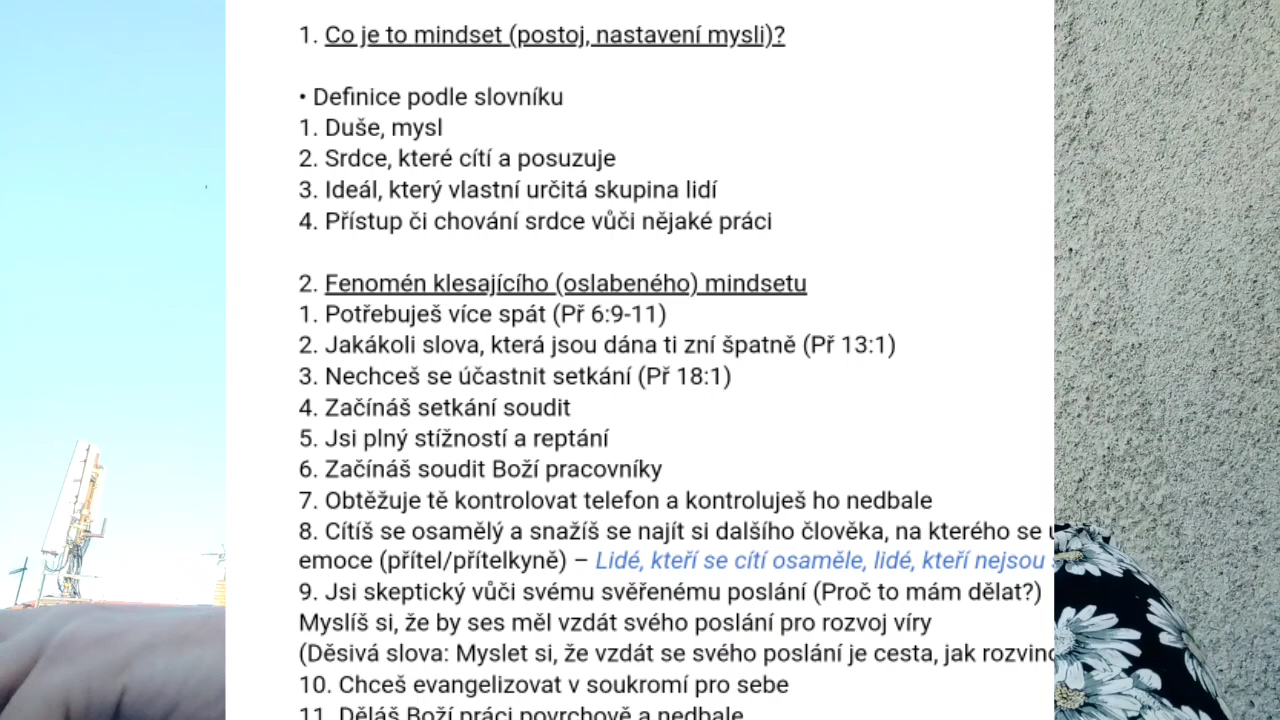 1. Co je to mindset (postoj, nastavení mysli)?
• Definice podle slovníku
1. Duše, mysl
2. Srdce, které cítí a posuzuje
3. Ideál, který vlastní určitá skupina lidí
4. Přístup či chování srdce vůči nějaké práci
2. Fenomén klesajícího (oslabeného) mindsetu
1. Potřebuješ více spát (Př 6:9-11)
2. Jakákoli slova, která jsou dána ti zní špatně (Př 13:1)
3. Nechceš se účastnit setkání (Př 18:1)
4. Začínáš setkání soudit
5. Jsi plný stížností a reptání
6. Začínáš soudit Boží pracovníky
7. Obtěžuje tě kontrolovat telefon a kontroluješ ho nedbale
8. Cítíš se osamělý a snažíš se najít si dalšího člověka, na kterého se
emoce (přítel/přítelkyně) – Lidé, kteří se cítí osaměle, lidé, kteří nejsou
9. Jsi skeptický vůči svému svěřenému poslání (Proč to mám dělat?)
Myslíš si, že by ses měl vzdát svého poslání pro rozvoj víry
(Děsivá slova: Myslet si, že vzdát se svého poslání je cesta, jak
10. Chceš evangelizovat v soukromí pro sebe
11. Děláš Boží práci povrchově a nedbale